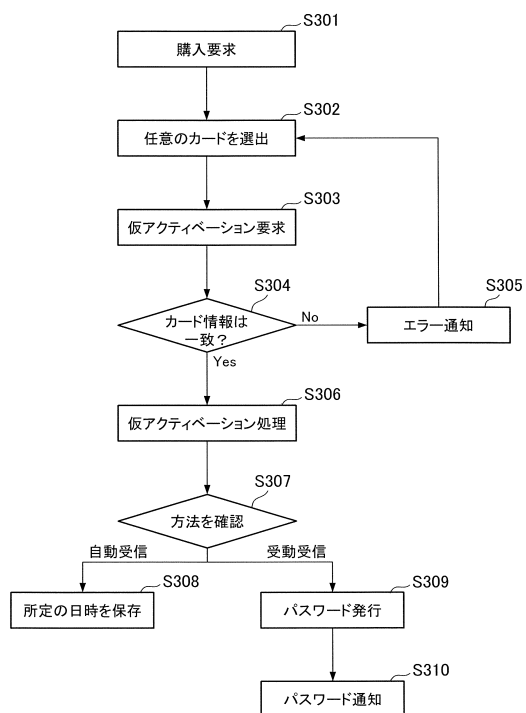 S301
購入要求
S302
任意のカードを選出
S303
仮アクティベーション要求
S304
カード情報は
一致？
No
S305
エラー通知
Yes
S306
仮アクティベーション処理
S307
方法を確認
自動受信
受動受信
S308
所定の日時を保存
S309
パスワード発行
S310
パスワード通知